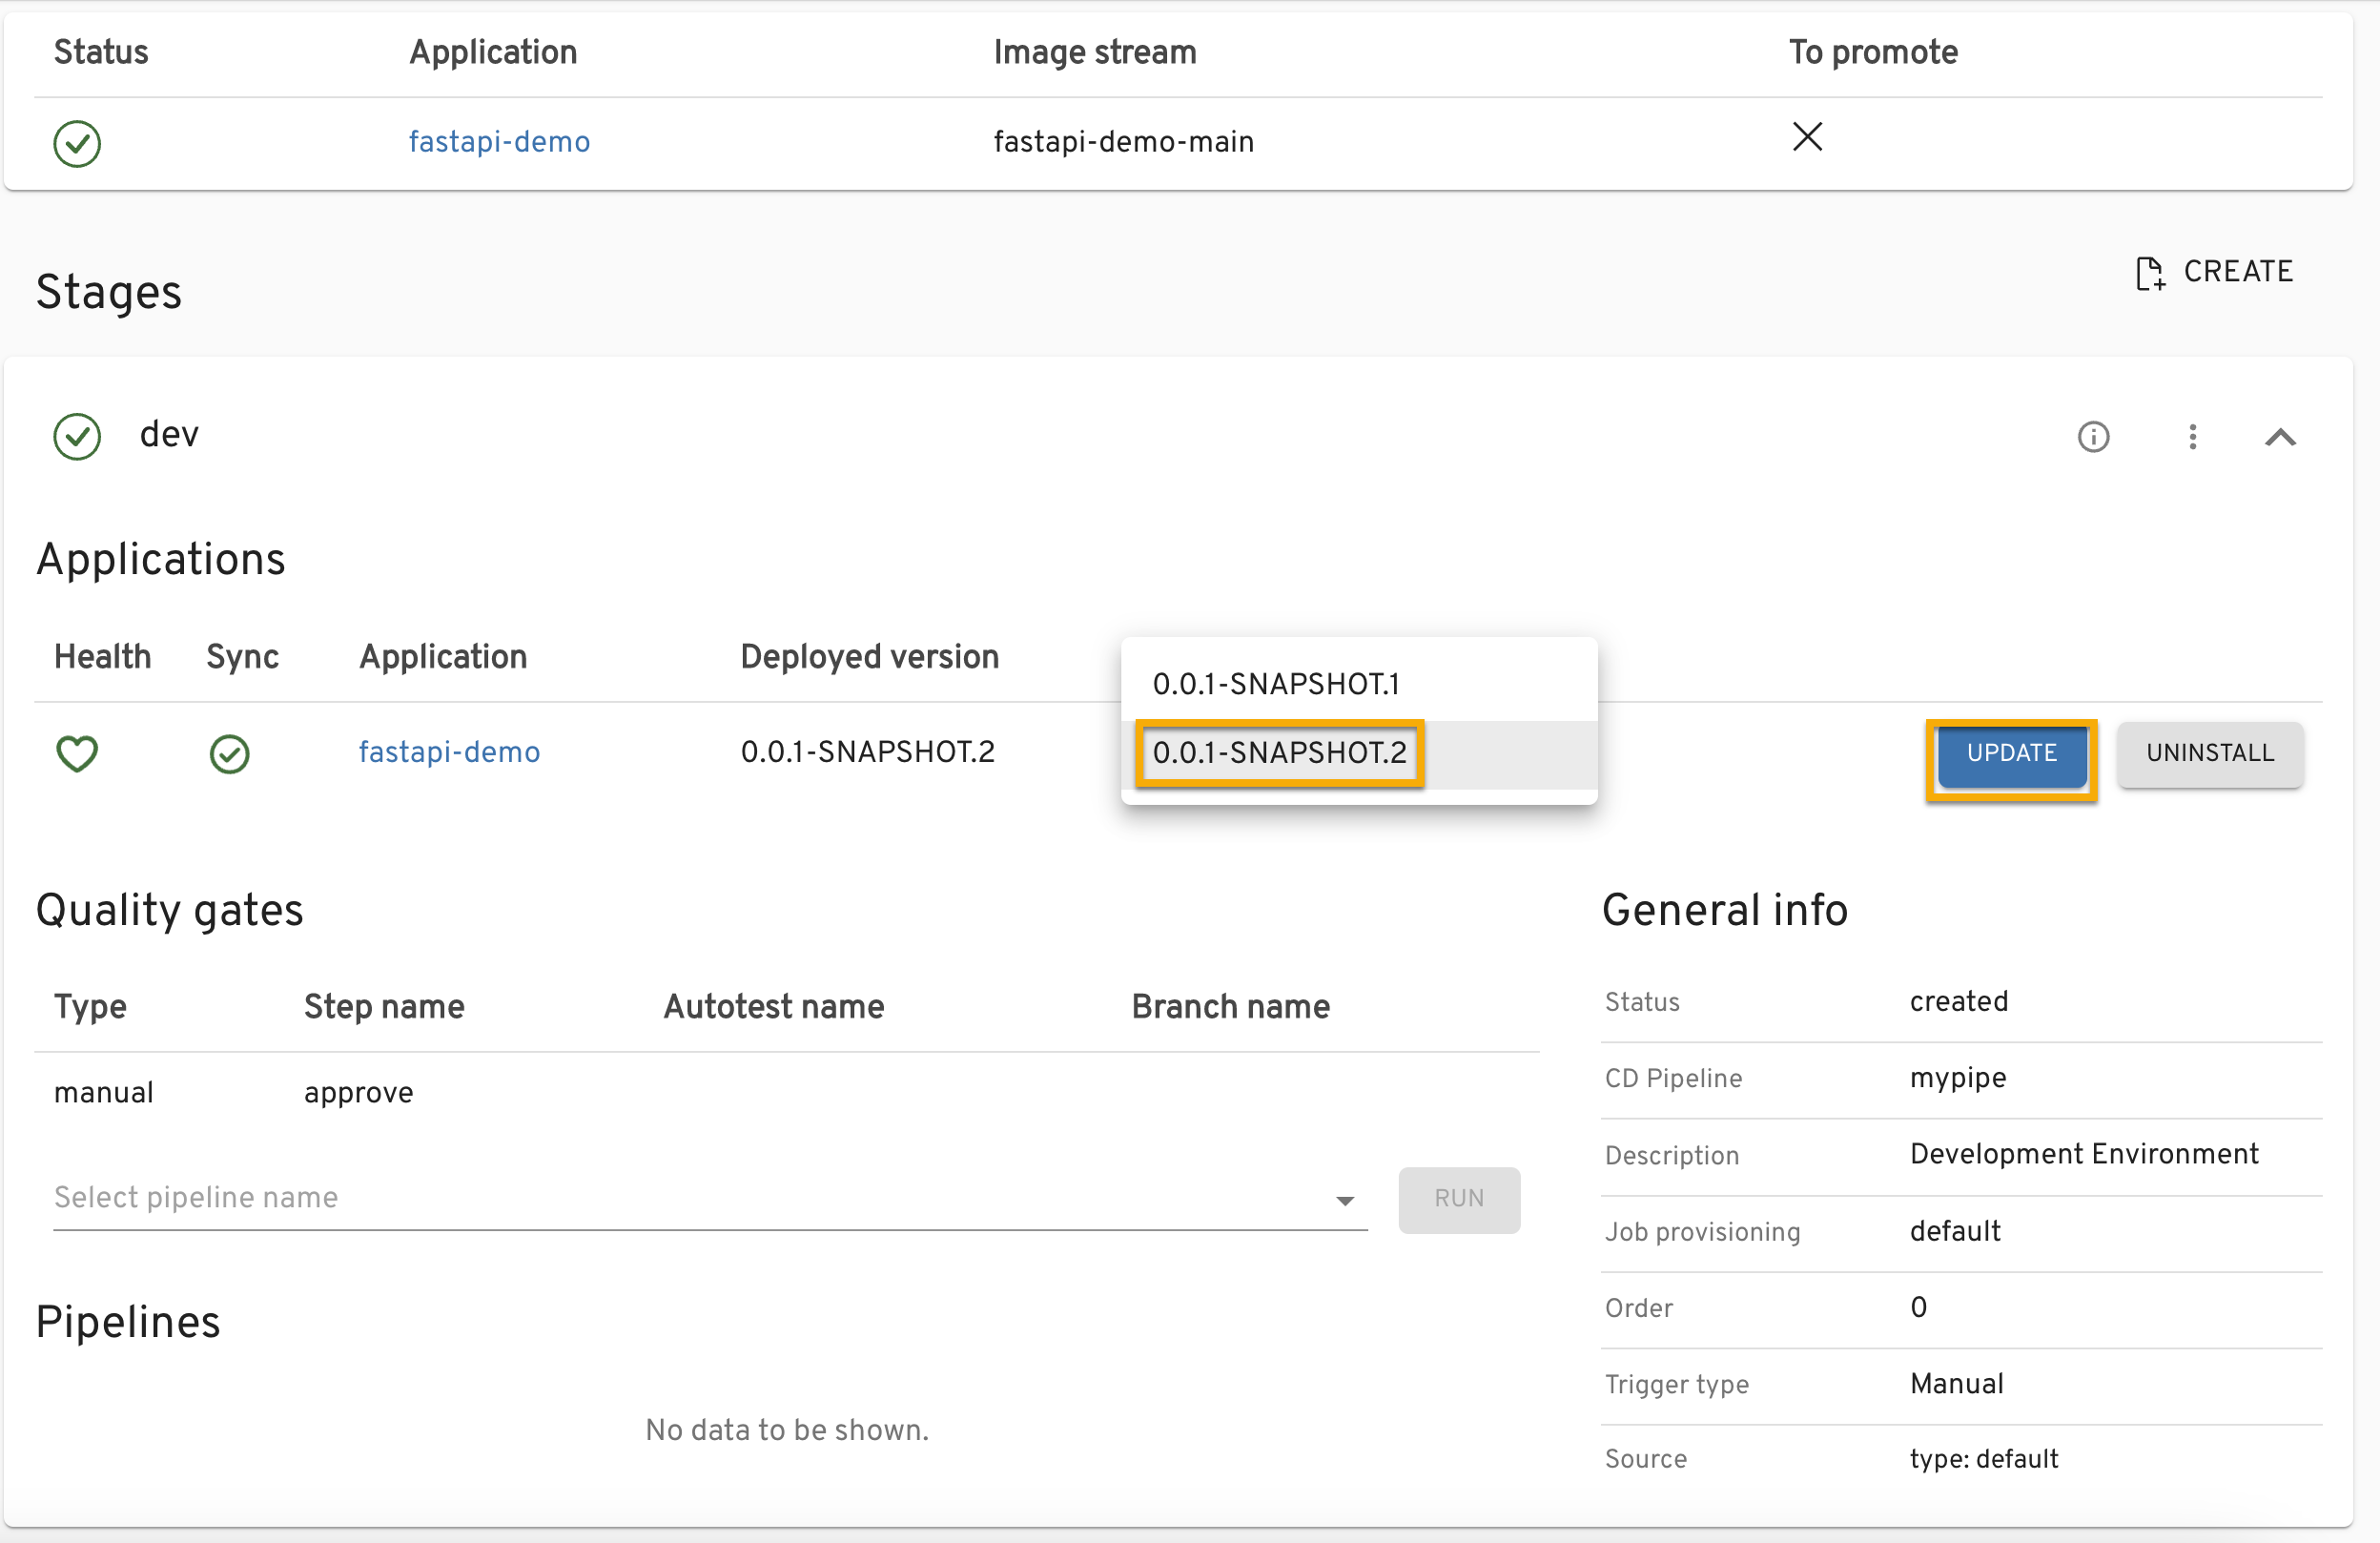 Status Application Image stream To promote
fastapi-demo fastapi-demo-main
Stages
CREATE
dev
Applications
Health Sync Application Deployed version
0.0.1-SNAPSHOT.1
fastapi-demo 0.0.1-SNAPSHOT.2 0.0.1-SNAPSHOT.2 UPDATE UNINSTALL
Quality gates
Type Step name Autotest name Branch name
manual approve
Select pipeline name RUN
Pipelines
No data to be shown.
General info
Status created
CD Pipeline mypipe
Description Development Environment
Job provisioning default
Order 0
Trigger type Manual
Source type: default